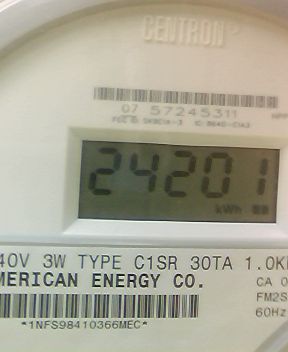 CENTRON®
07 57245311
24201
kWh
40V 3W TYPE C1SR 30TA 1.0K
MERICAN ENERGY CO.
CA 0
FM2S
*1NFS98410366MEC*
60Hz